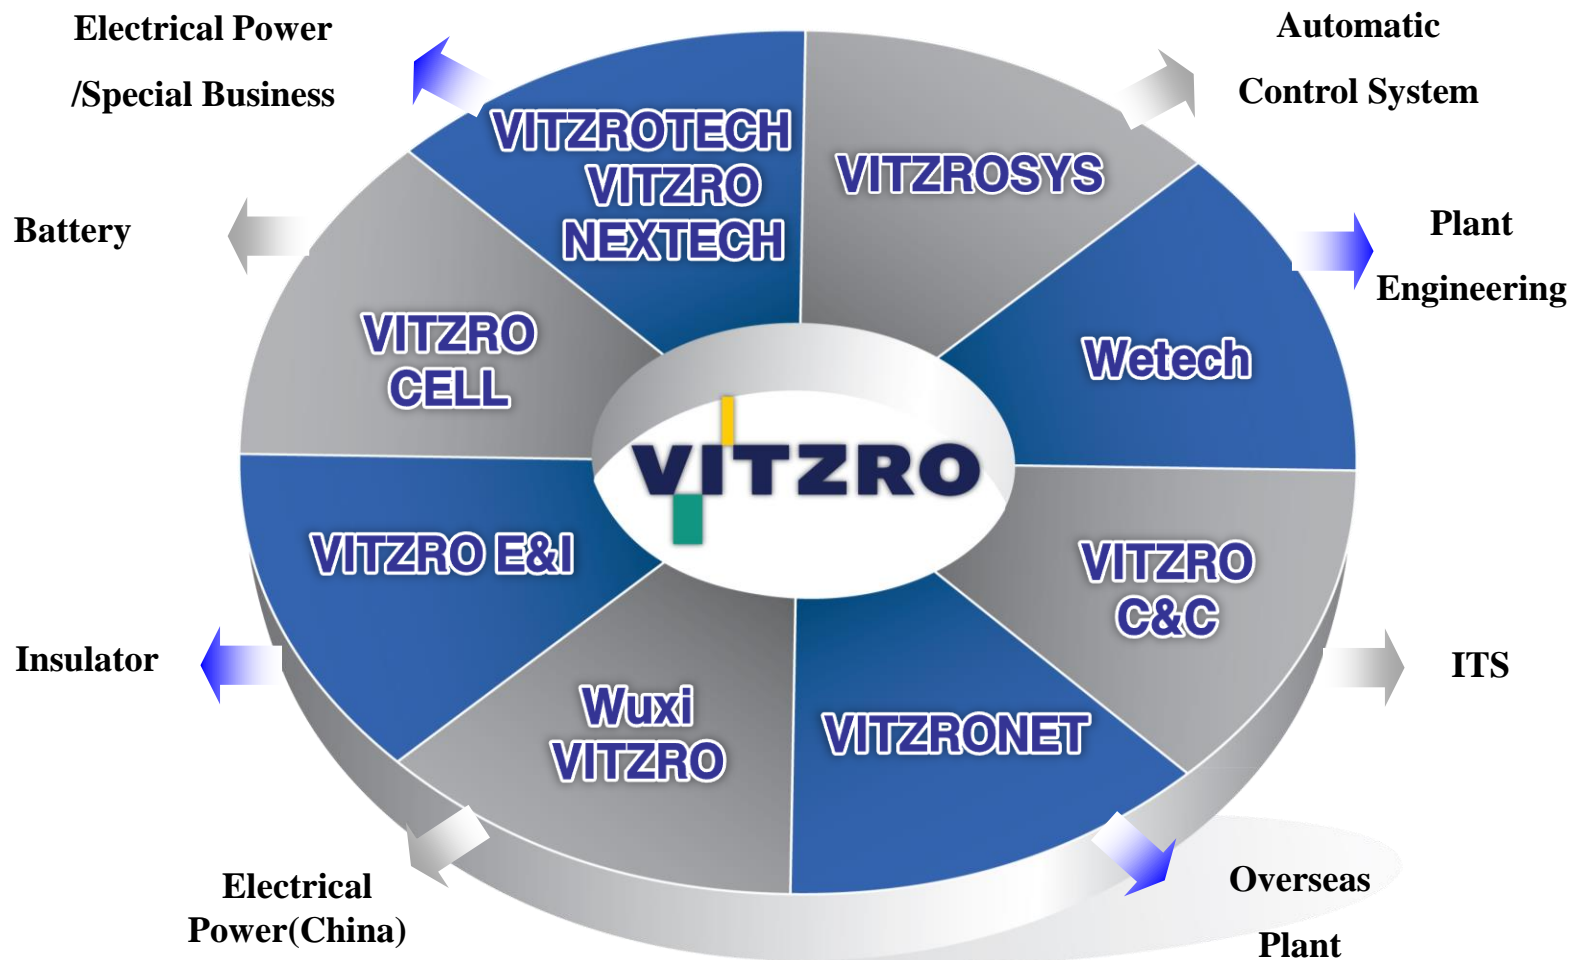 Electrical Power
/Special Business
Automatic
Control System
VITZROTECH
VITZRO
NEXTECH
VITZROSYS
Battery
Plant
Engineering
VITZRO
CELL
Wetech
VITZRO
VITZRO E&I
VITZRO
C&C
Insulator
ITS
Wuxi
VITZRO
VITZRONET
Electrical
Power(China)
Overseas
Plant